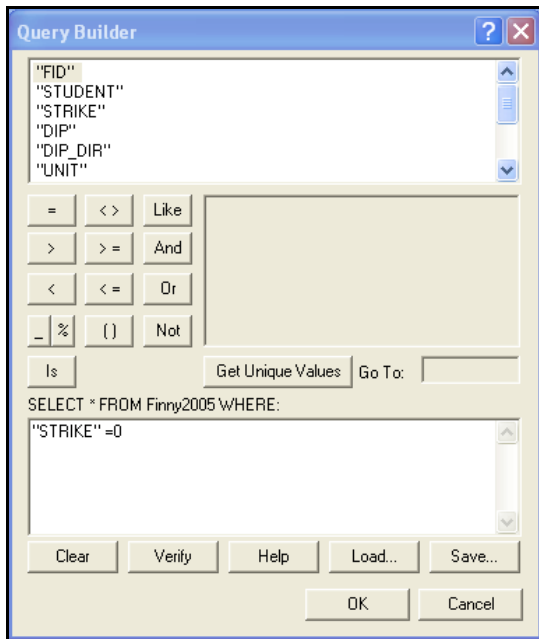 Query Builder ?
"FID"
"STUDENT"
"STRIKE"
"DIP"
"DIP_DIR"
"UNIT"
= < > Like
> > = And
< < = Or
_ % ( ) Not
Is Get Unique Values Go To:
SELECT * FROM Finny2005 WHERE:
"STRIKE" =0
Clear Verify Help Load... Save...
OK Cancel